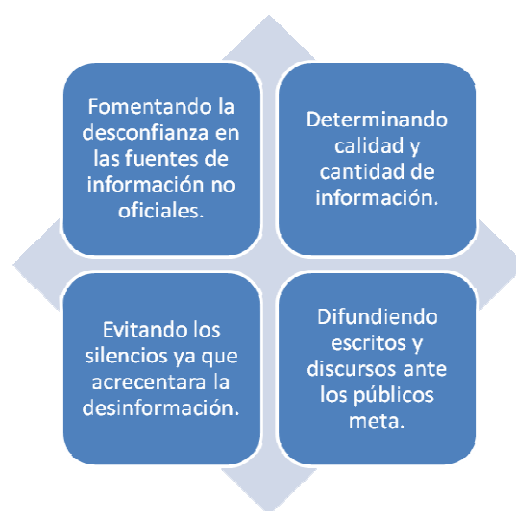 Fomentando la
desconfianza en
las fuentes de
información no
oficiales.
Determinando
calidad y
cantidad de
información.
Evitando los
silencios ya que
acrecentara la
desinformación.
Difundiendo
escritos y
discursos ante
los públicos
meta.